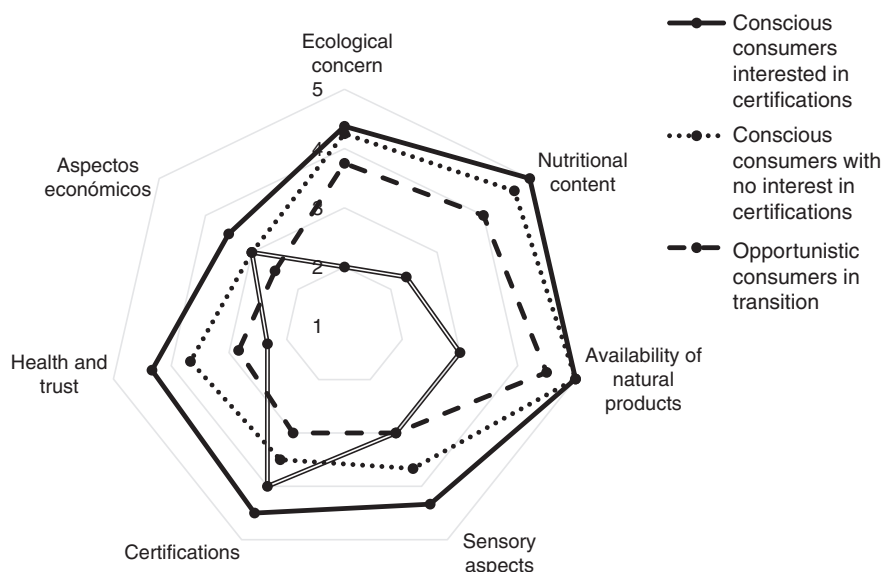 Ecological
concern
5
4
3
2
1
Nutritional
content
Availability of
natural
products
Sensory
aspects
Certifications
Health and
trust
Aspectos
económicos
Conscious
consumers
interested in
certifications
Conscious
consumers with
no interest in
certifications
Opportunistic
consumers in
transition